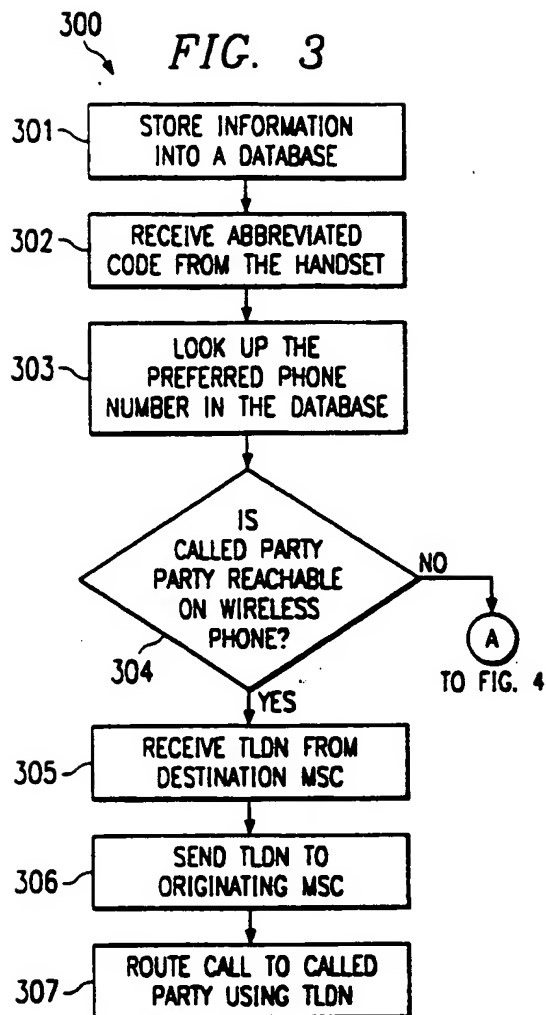 300
FIG. 3
301
STORE INFORMATION
INTO A DATABASE
302
RECEIVE ABBREVIATED
CODE FROM THE HANDSET
303
LOOK UP THE
PREFERRED PHONE
NUMBER IN THE DATABASE
IS
CALLED PARTY
PARTY REACHABLE
ON WIRELESS
PHONE?
304
NO
A
TO FIG. 4
YES
305
RECEIVE TLDN FROM
DESTINATION MSC
306
SEND TLDN TO
ORIGINATING MSC
307
ROUTE CALL TO CALLED
PARTY USING TLDN